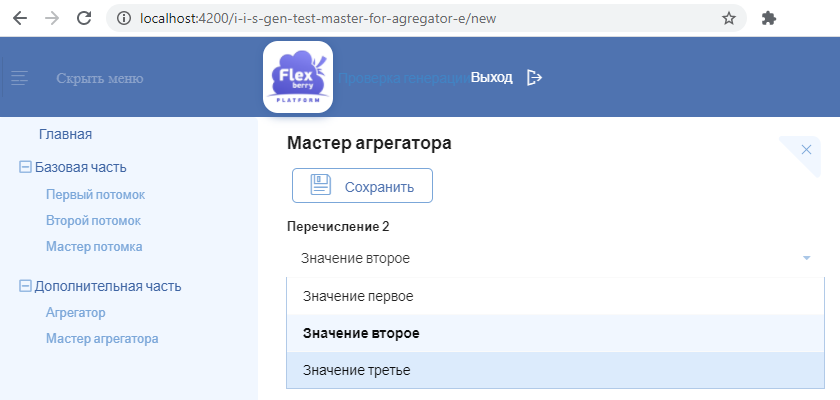 localhost:4200/i-i-s-gen-test-master-for-agregator-e/new
Скрыть меню
Flex
berry
PLATFORM
Проверка генерации
Выход
Главная
Базовая часть
Первый потомок
Второй потомок
Мастер потомка
Дополнительная часть
Агрегатор
Мастер агрегатора
Мастер агрегатора
Сохранить
Перечисление 2
Значение второе
Значение первое
Значение второе
Значение третье